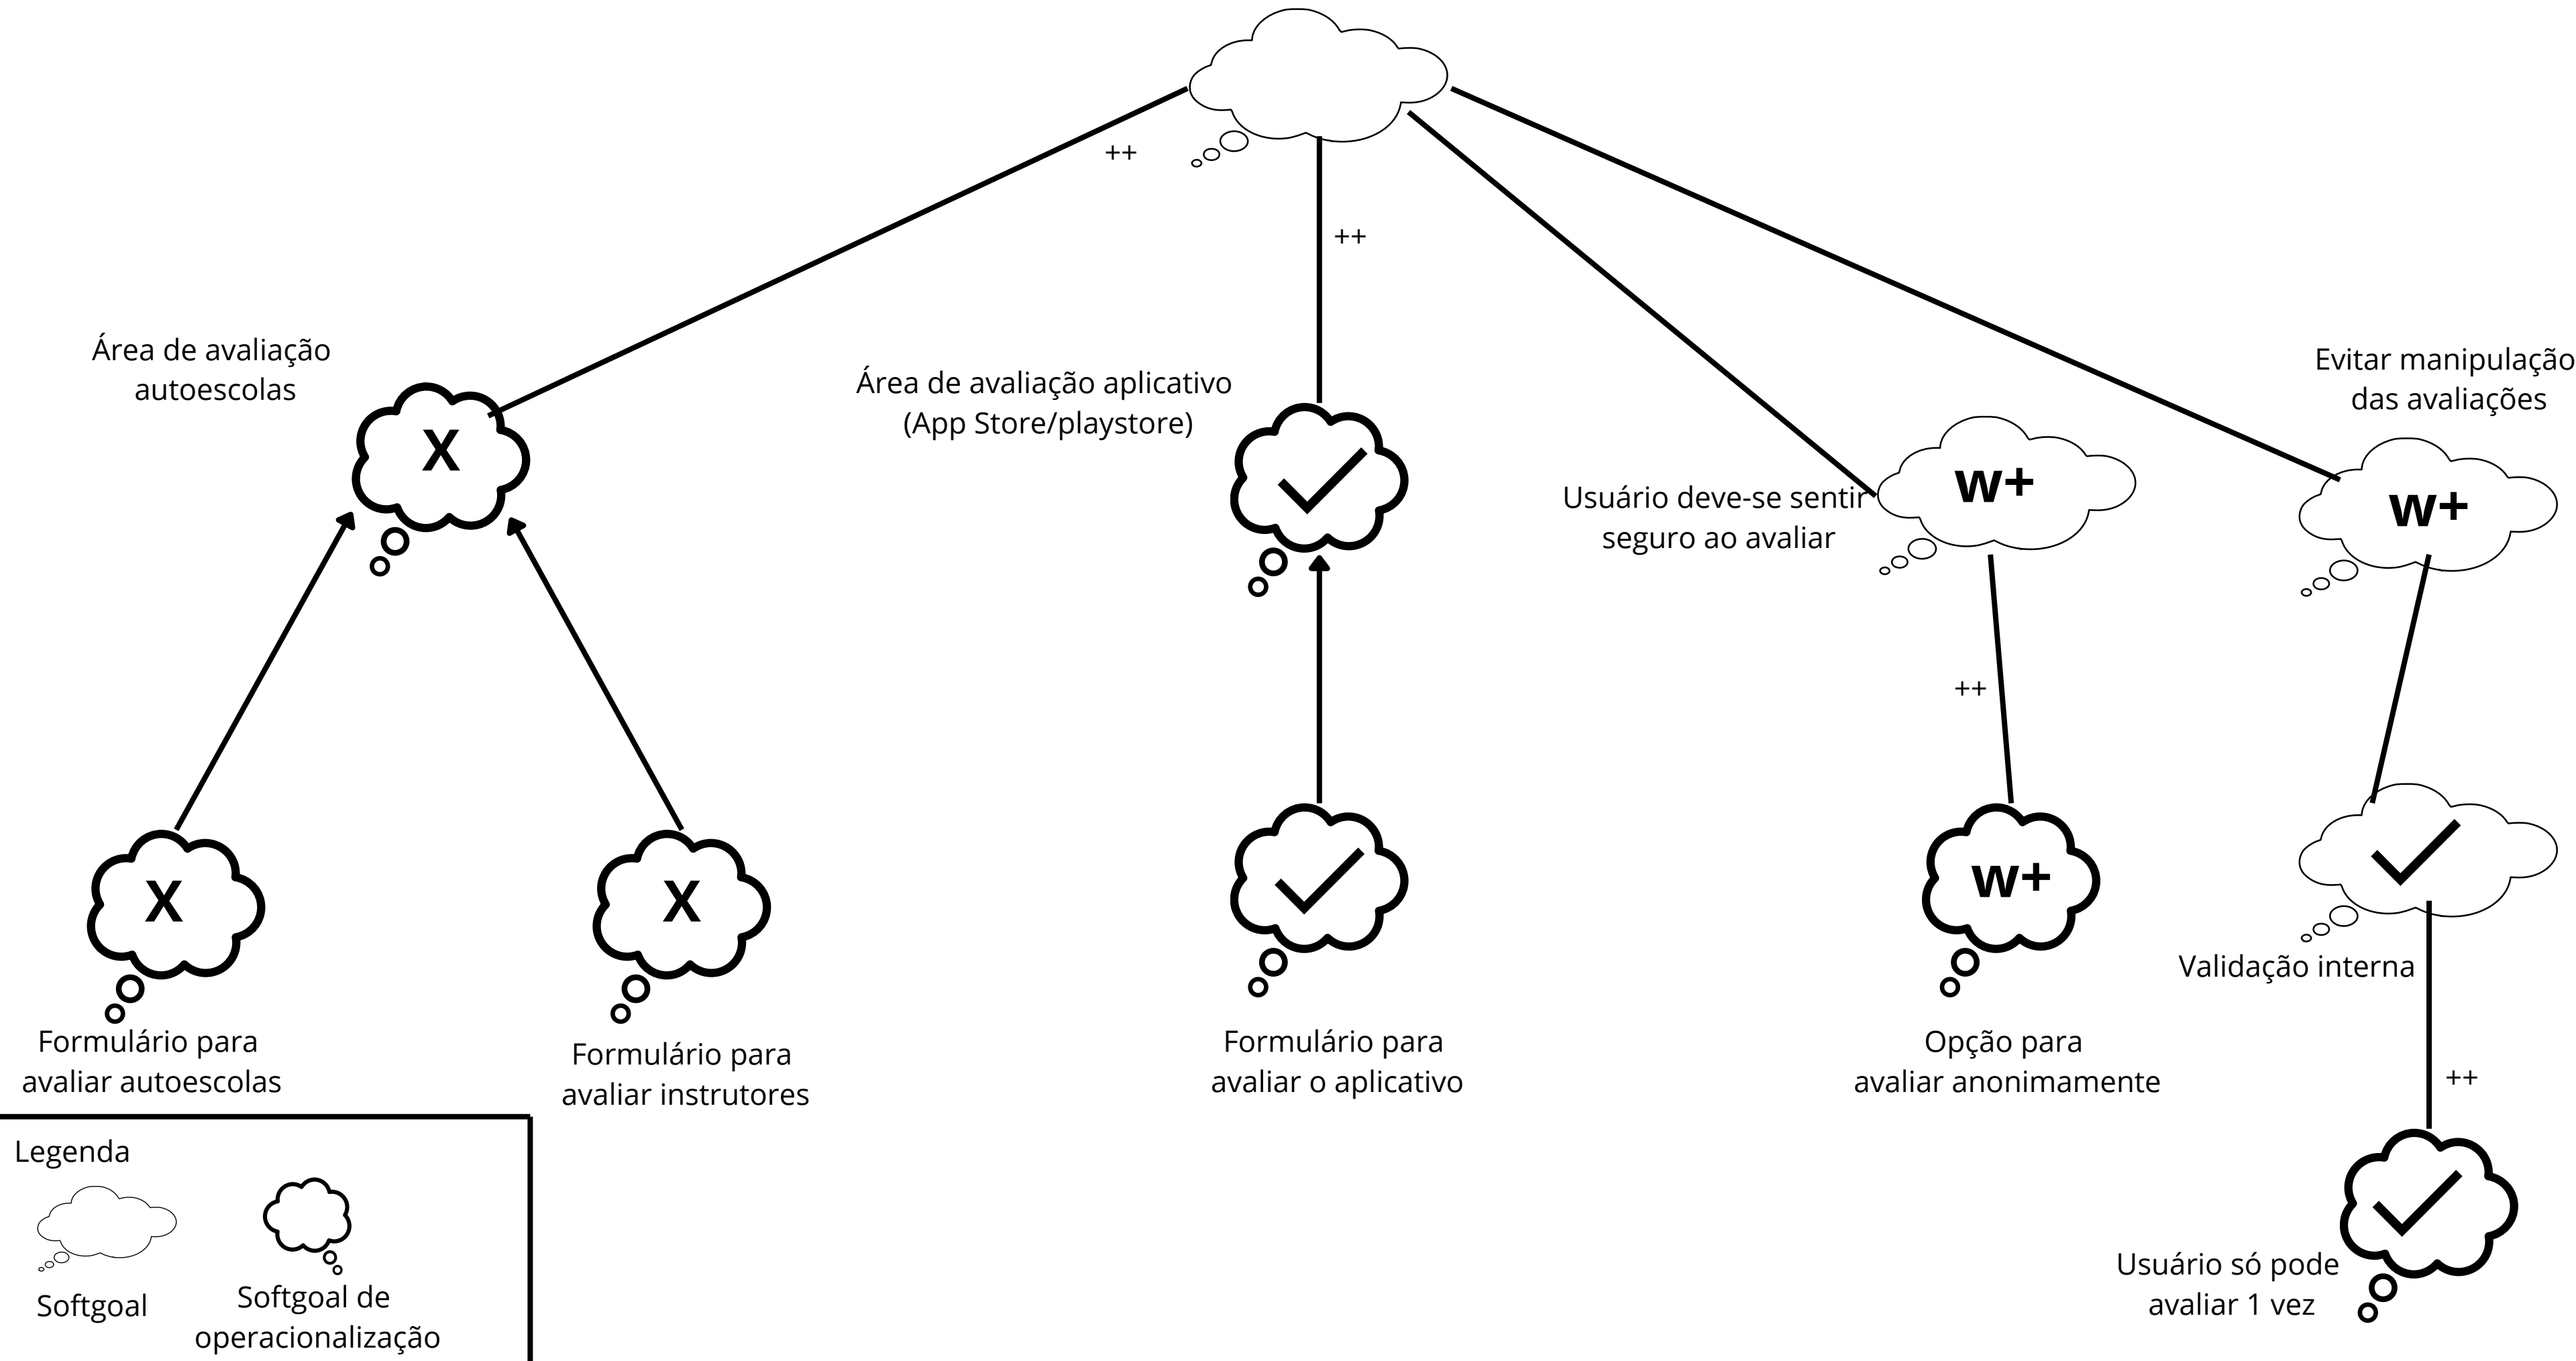 ++
++
Área de avaliação
autoescolas
X
Área de avaliação aplicativo
(App Store/playstore)
Usuário deve-se sentir
seguro ao avaliar
w+
Evitar manipulação
das avaliações
w+
++
X
Formulário para
avaliar autoescolas
X
Formulário para
avaliar instrutores
Formulário para
avaliar o aplicativo
w+
Opção para
avaliar anonimamente
Validação interna
++
Usuário só pode
avaliar 1 vez
Legenda
Softgoal
Softgoal de
operacionalização